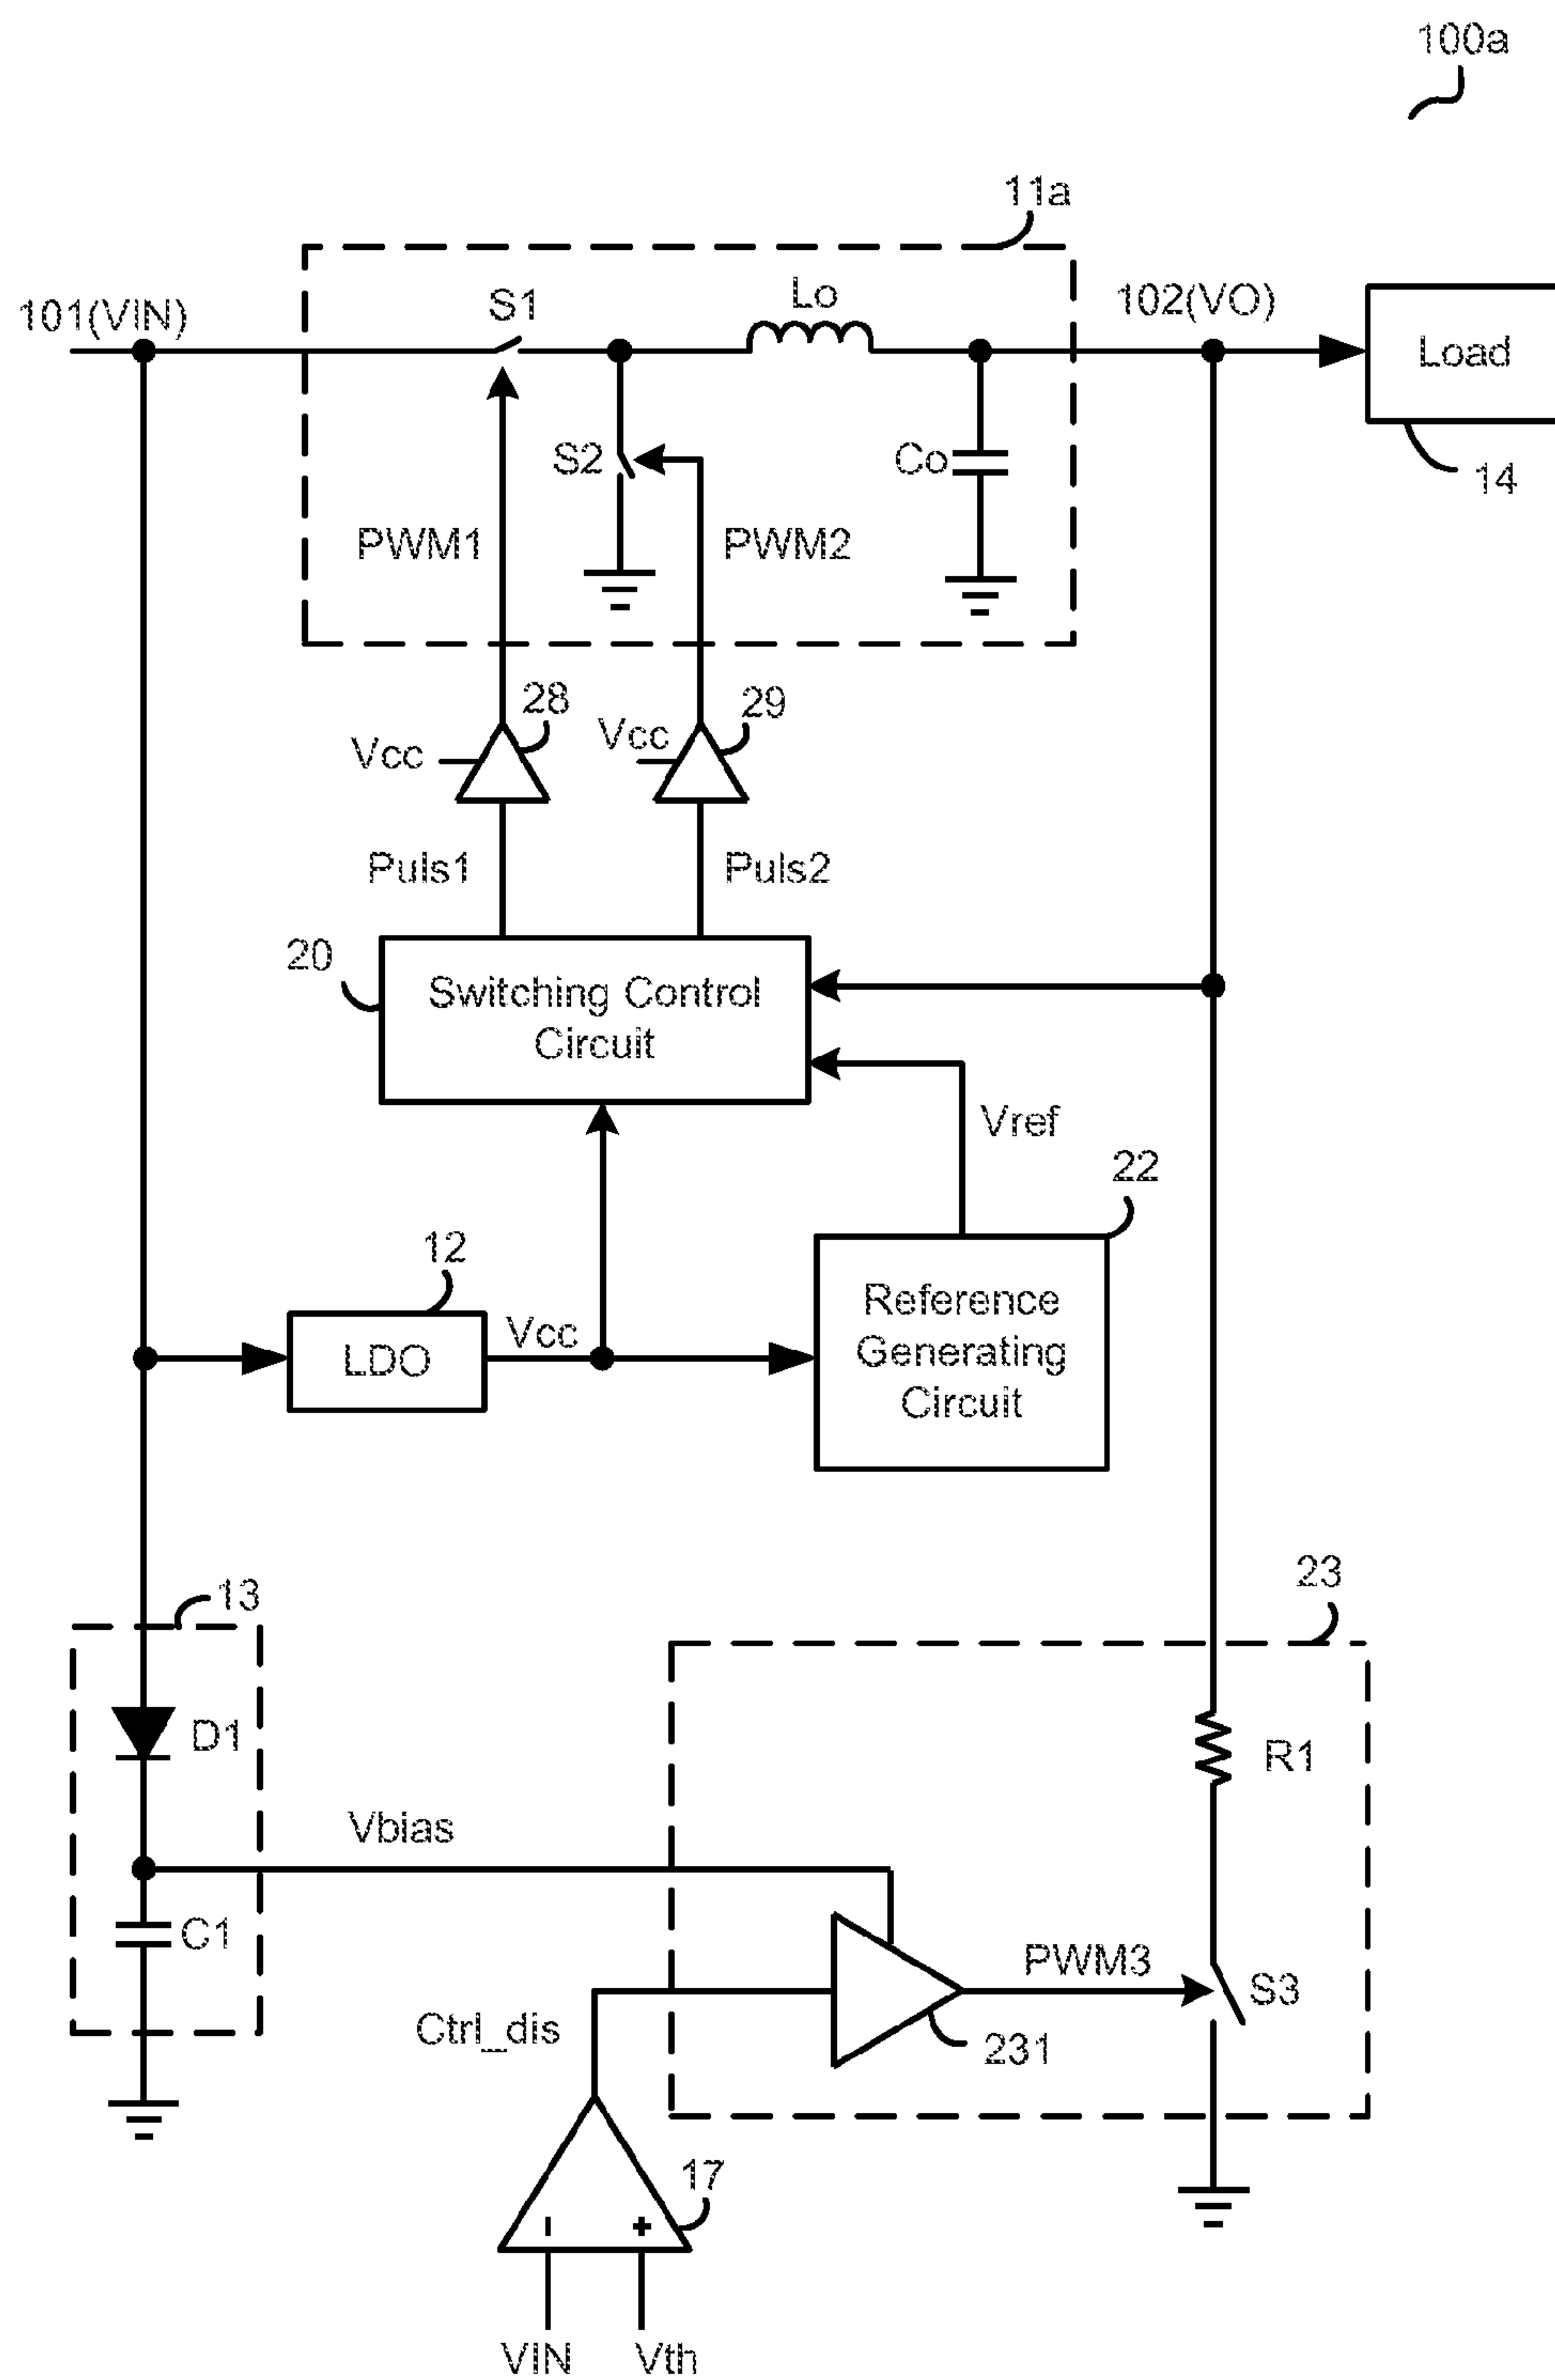 100a
11a
101(VIN)
S1
Lo
102(VO)
Load
S2
Co
14
PWM1
PWM2
28
29
Vcc
Vcc
Puls1
Puls2
20
Switching Control
Circuit
Vref
22
12
LDO
Vcc
Reference
Generating
Circuit
13
23
D1
R1
Vbias
C1
PWM3
S3
Ctrl_dis
231
17
- +
VIN
Vth